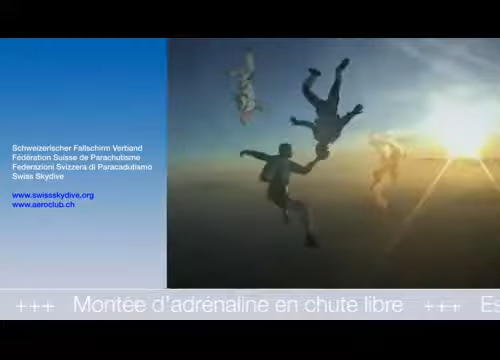 Schweizerischer Fallschirm Verband
Fédération Suisse de Parachutisme
Federazioni Svizzera di Paracadutismo
Swiss Skydive
www.swissskydive.org
www.aeroclub.ch
+++ Montée d'adrénaline en chute libre +++ Es